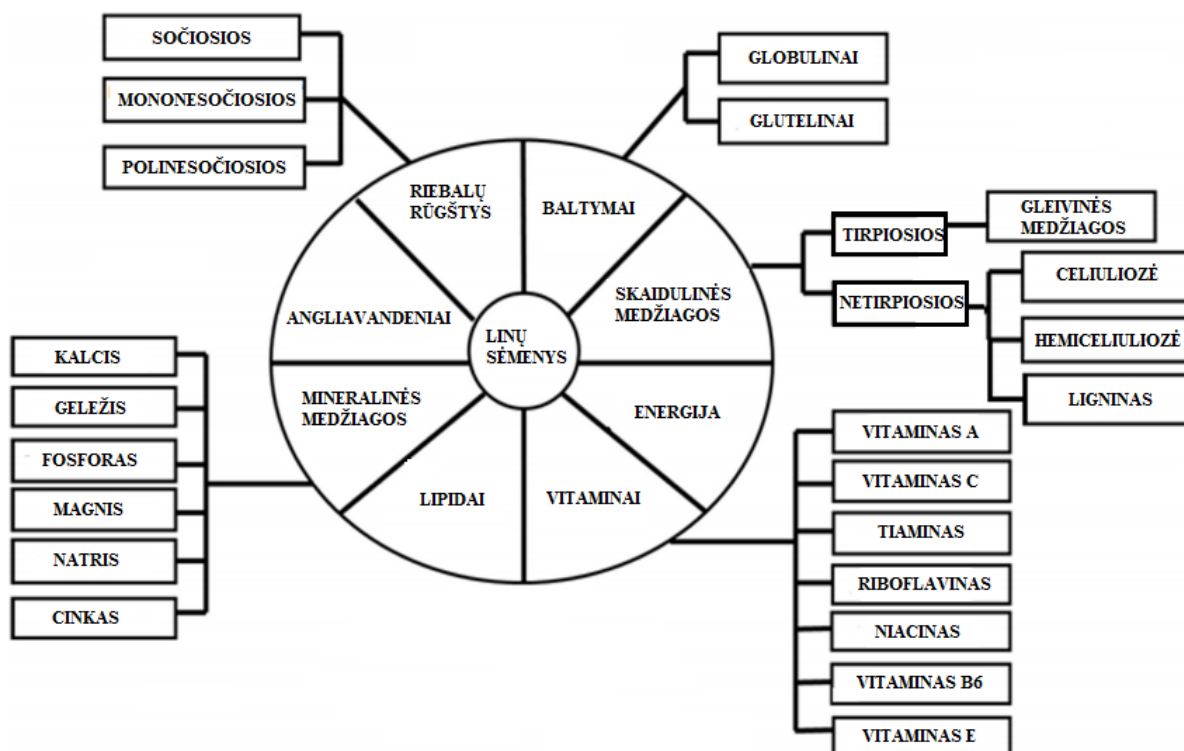 SOČIOSIOS
MONONESOČIOSIOS
POLINESOČIOSIOS
GLOBULINAI
GLUTELINAI
RIEBALŲ
RŪGŠTYS
BALTYMAI
TIRPIOSIOS
GLEIVINĖS
MEDŽIAGOS
NETIRPIOSIOS
CELIULIOZĖ
HEMICELIULIOZĖ
LIGNINAS
SKAIDULINĖS
MEDŽIAGOS
ANGLIAVANDENIAI
LINŲ
SĖMENYS
MINERALINĖS
MEDŽIAGOS
ENERGIJA
LIPIDAI
VITAMINAI
KALCIS
GELEŽIS
FOSFORAS
MAGNIS
NATRIS
CINKAS
VITAMINAS A
VITAMINAS C
TIAMINAS
RIBOFLAVINAS
NIACINAS
VITAMINAS B6
VITAMINAS E